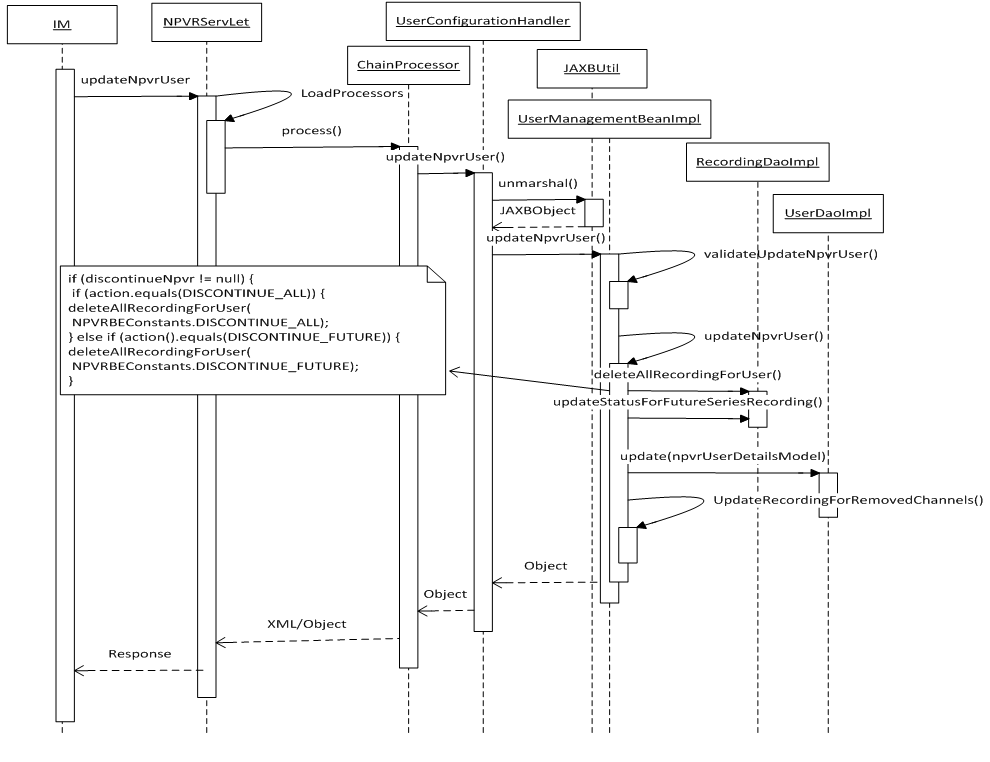 IM
NPVRServLet
UserConfigurationHandler
ChainProcessor
JAXBUtil
UserManagementBeanImpl
RecordingDaoImpl
UserDaoImpl
updateNpvrUser
LoadProcessors
process()
updateNpvrUser()
unmarshal()
JAXBObject
updateNpvrUser()
validateUpdateNpvrUser()
if (discontinueNpvr != null) {
if (action.equals(DISCONTINUE_ALL)) {
deleteAllRecordingForUser(
NPVRBEConstants.DISCONTINUE_ALL);
} else if (action().equals(DISCONTINUE_FUTURE)) {
deleteAllRecordingForUser(
NPVRBEConstants.DISCONTINUE_FUTURE);
}
updateNpvrUser()
deleteAllRecordingForUser()
updateStatusForFutureSeriesRecording()
update(npvrUserDetailsModel)
UpdateRecordingForRemovedChannels()
Object
Object
XML/Object
Response